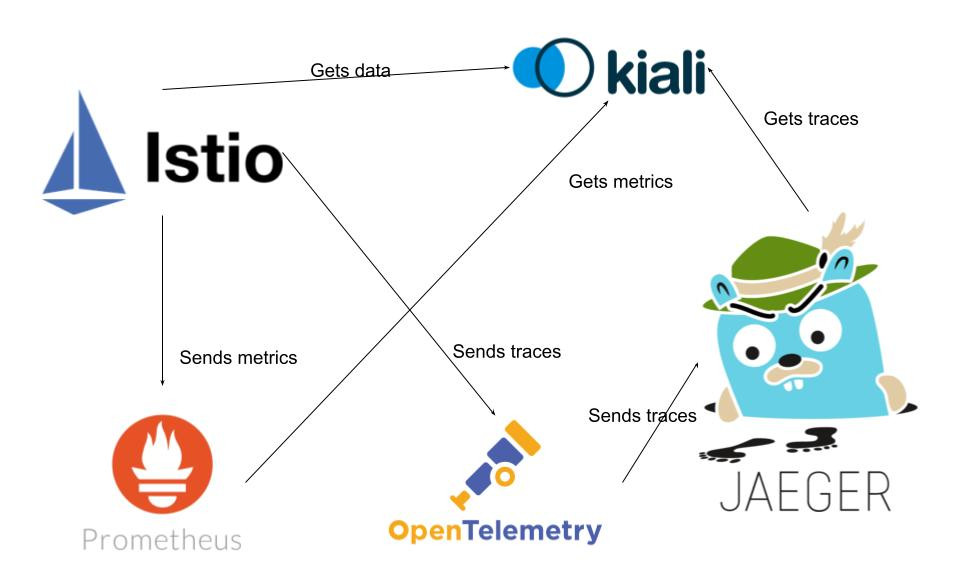 Gets data
kiali
Gets traces
Istio
Gets metrics
Sends metrics
Sends traces
Sends traces
Prometheus
OpenTelemetry
JAEGER